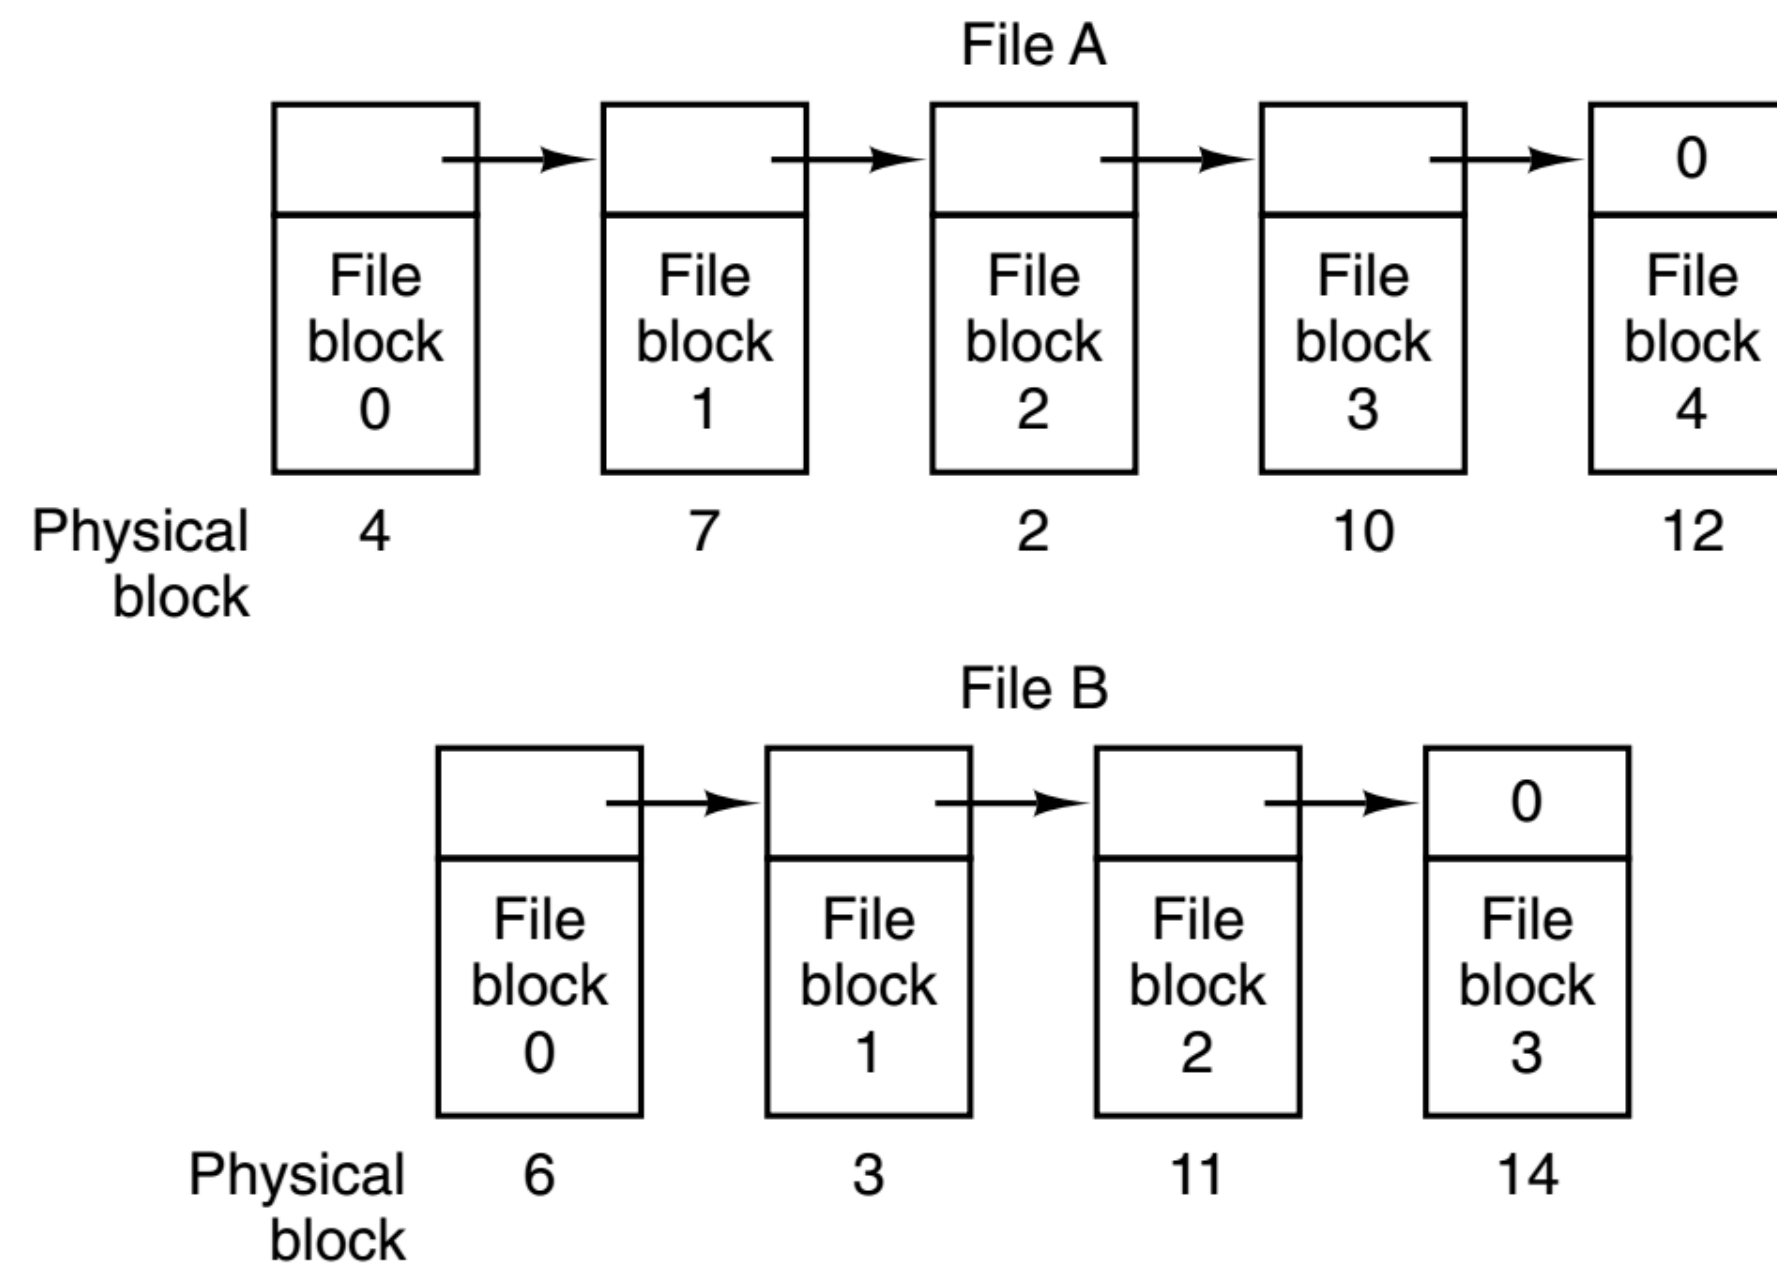 File A
0
File File File File File
block block block block block
0 1 2 3 4
Physical 4 7 2 10 12
block
File B
0
File File File File
block block block block
0 1 2 3
Physical 6 3 11 14
block